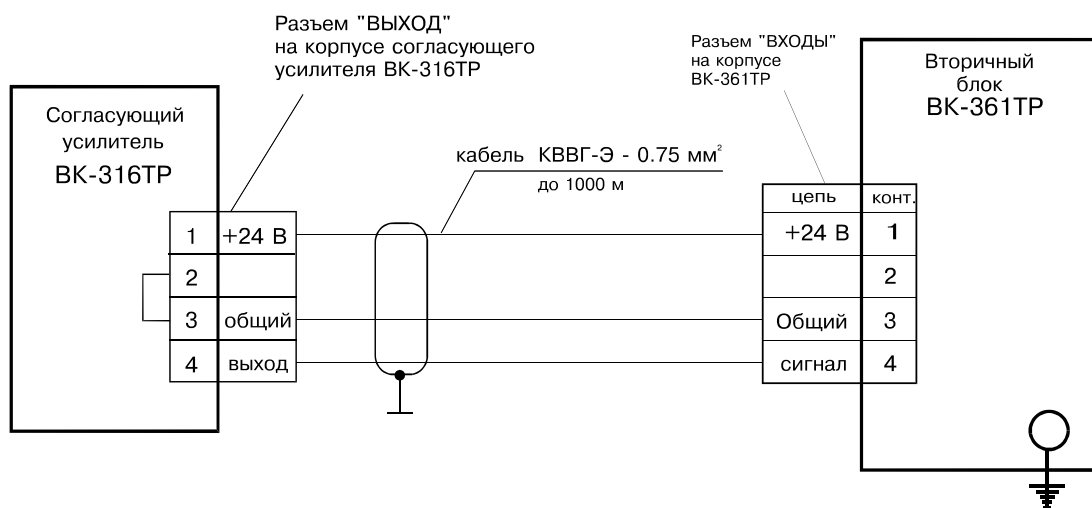 Разъем "ВЫХОД"
на корпусе согласующего
усилителя ВК-316ТР
Разъем "ВХОДЫ"
на корпусе
ВК-361ТР
Вторичный
блок
ВК-361ТР
Согласующий
усилитель
ВК-316ТР
кабель КВВГ-Э - 0.75 мм²
до 1000 м
цепь конт.
1 +24 В
+24 В 1
2
2
3 общий
Общий 3
4 выход
сигнал 4